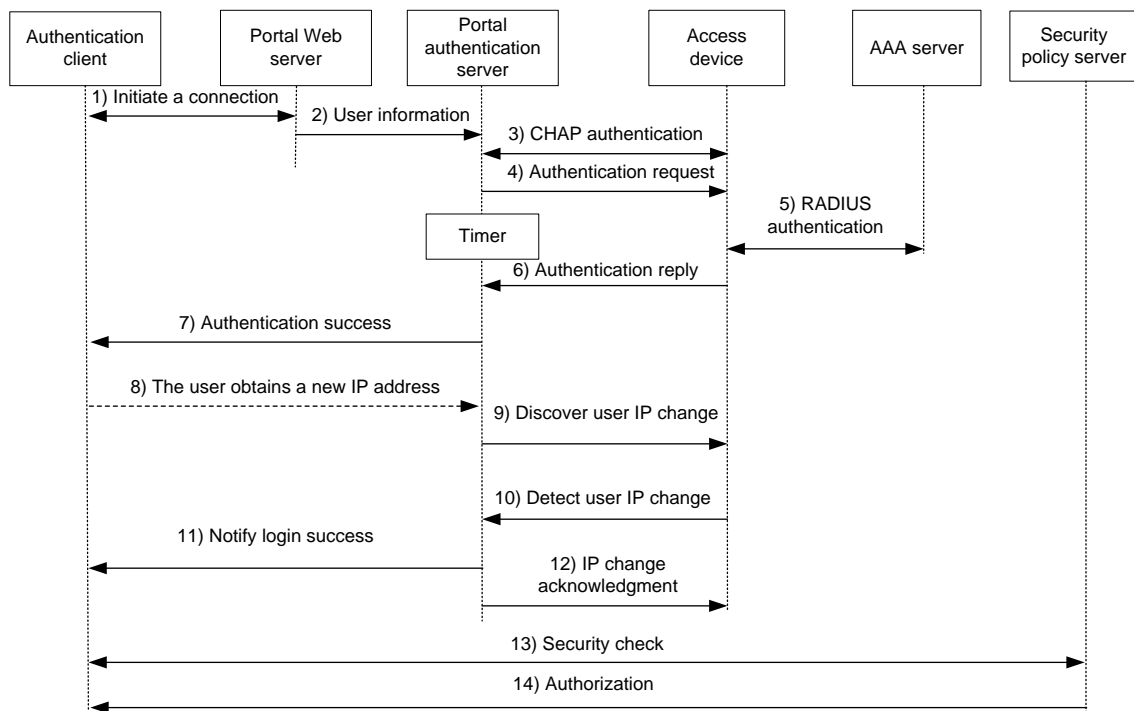 Authentication
client
Portal Web
server
Portal
authentication
server
Access
device
AAA server
Security
policy server
1) Initiate a connection
2) User information
3) CHAP authentication
4) Authentication request
5) RADIUS
authentication
Timer
6) Authentication reply
7) Authentication success
8) The user obtains a new IP address
9) Discover user IP change
10) Detect user IP change
11) Notify login success
12) IP change
acknowledgment
13) Security check
14) Authorization